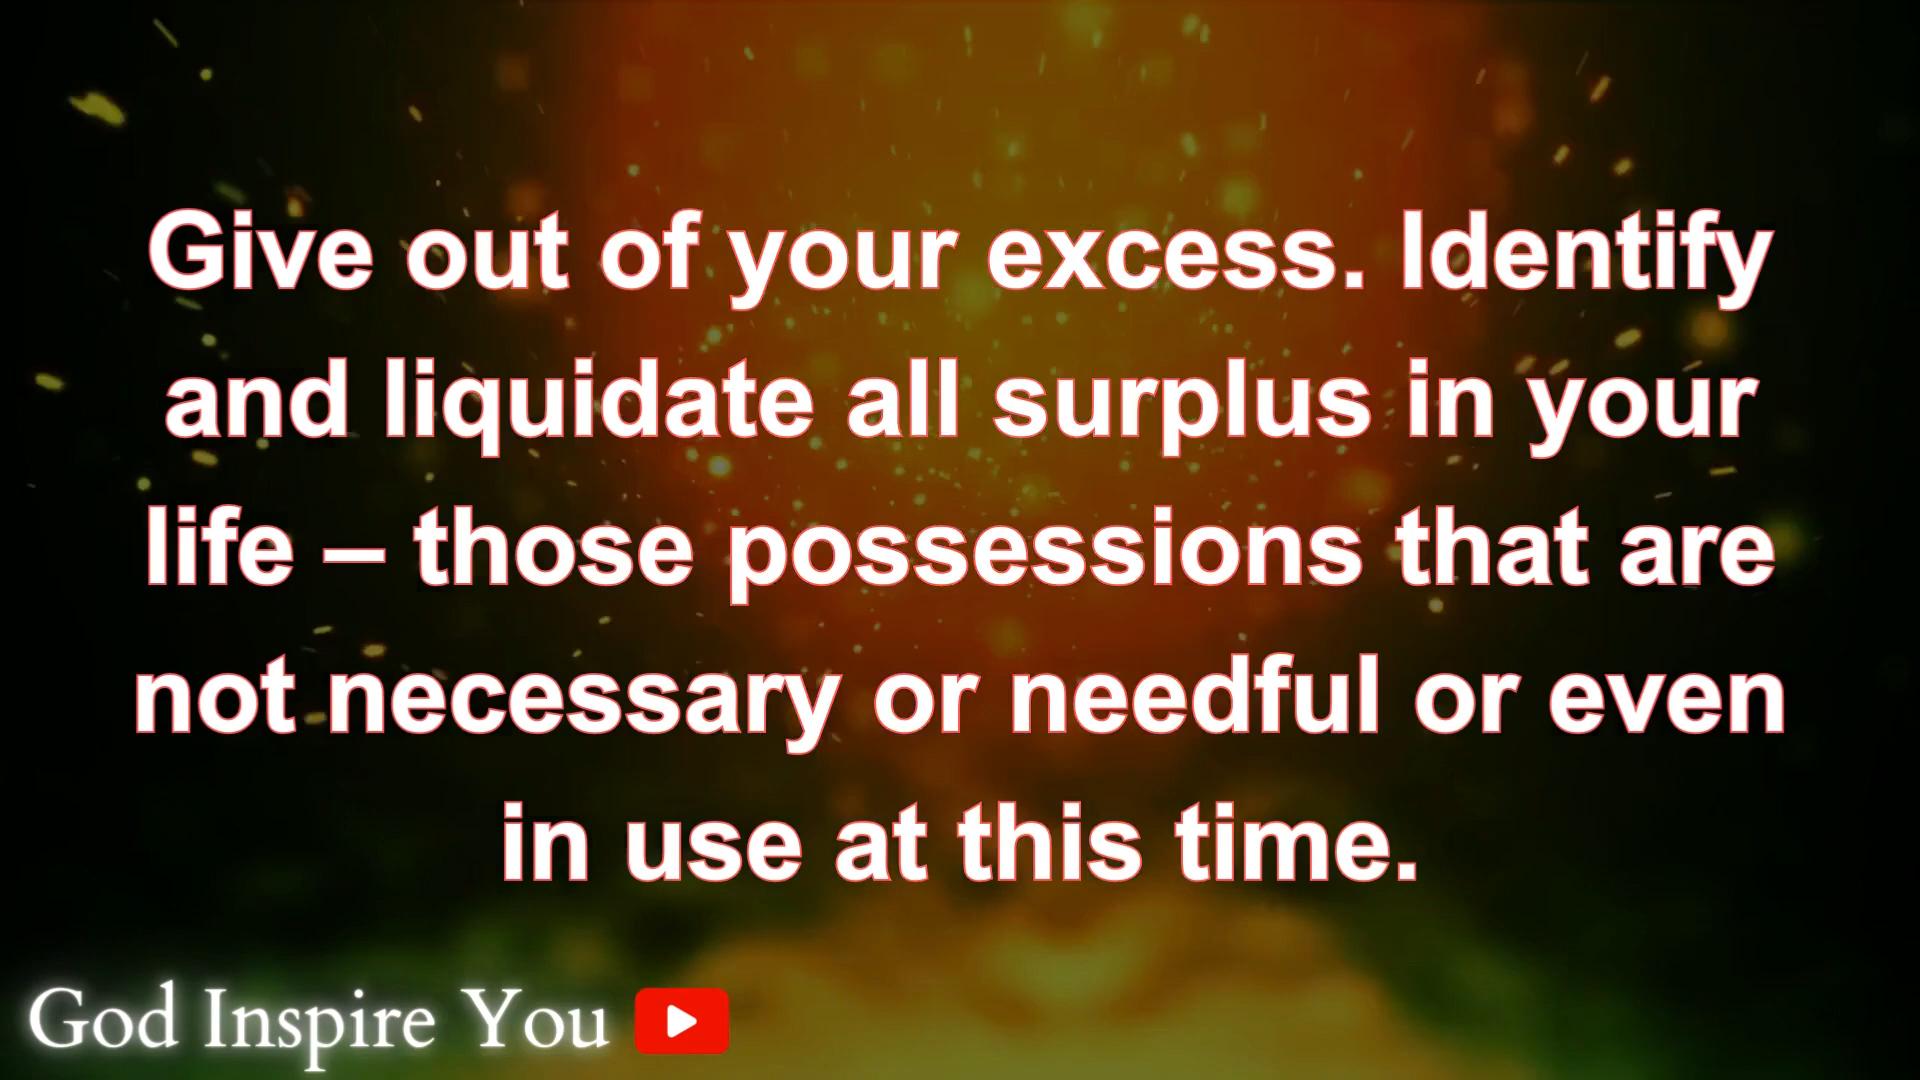 Give out of your excess. Identify
and liquidate all surplus in your
life – those possessions that are
not necessary or needful or even
in use at this time.
God Inspire You